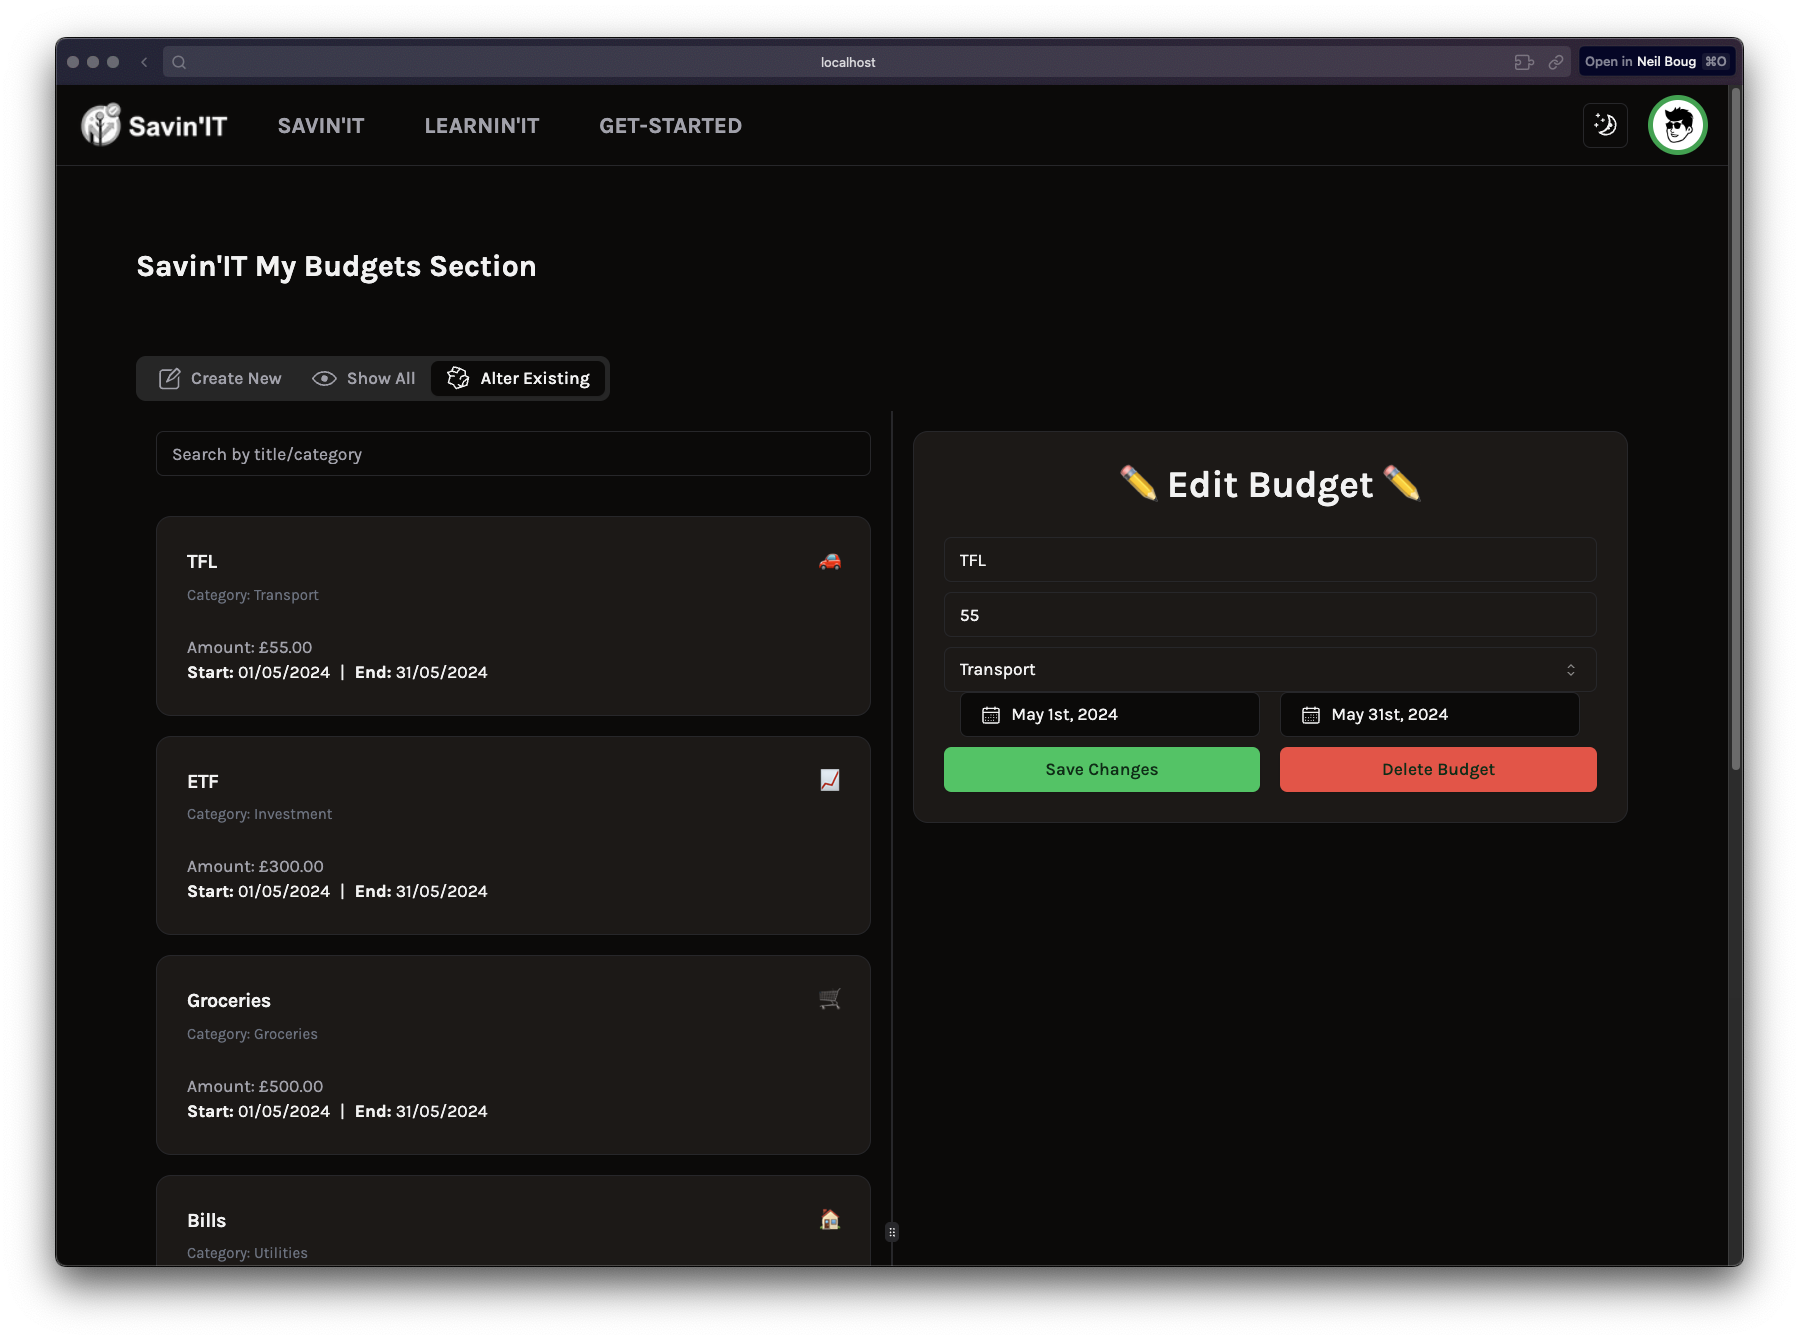 localhost
Open in Neil Boug ⌘O
Savin'IT
SAVIN'IT
LEARNIN'IT
GET-STARTED
Savin'IT My Budgets Section
Create New
Show All
Alter Existing
Search by title/category
TFL
Category: Transport
Amount: £55.00
Start: 01/05/2024 | End: 31/05/2024
ETF
Category: Investment
Amount: £300.00
Start: 01/05/2024 | End: 31/05/2024
Groceries
Category: Groceries
Amount: £500.00
Start: 01/05/2024 | End: 31/05/2024
Bills
Category: Utilities
✏️ Edit Budget ✏️
TFL
55
Transport
May 1st, 2024
May 31st, 2024
Save Changes
Delete Budget